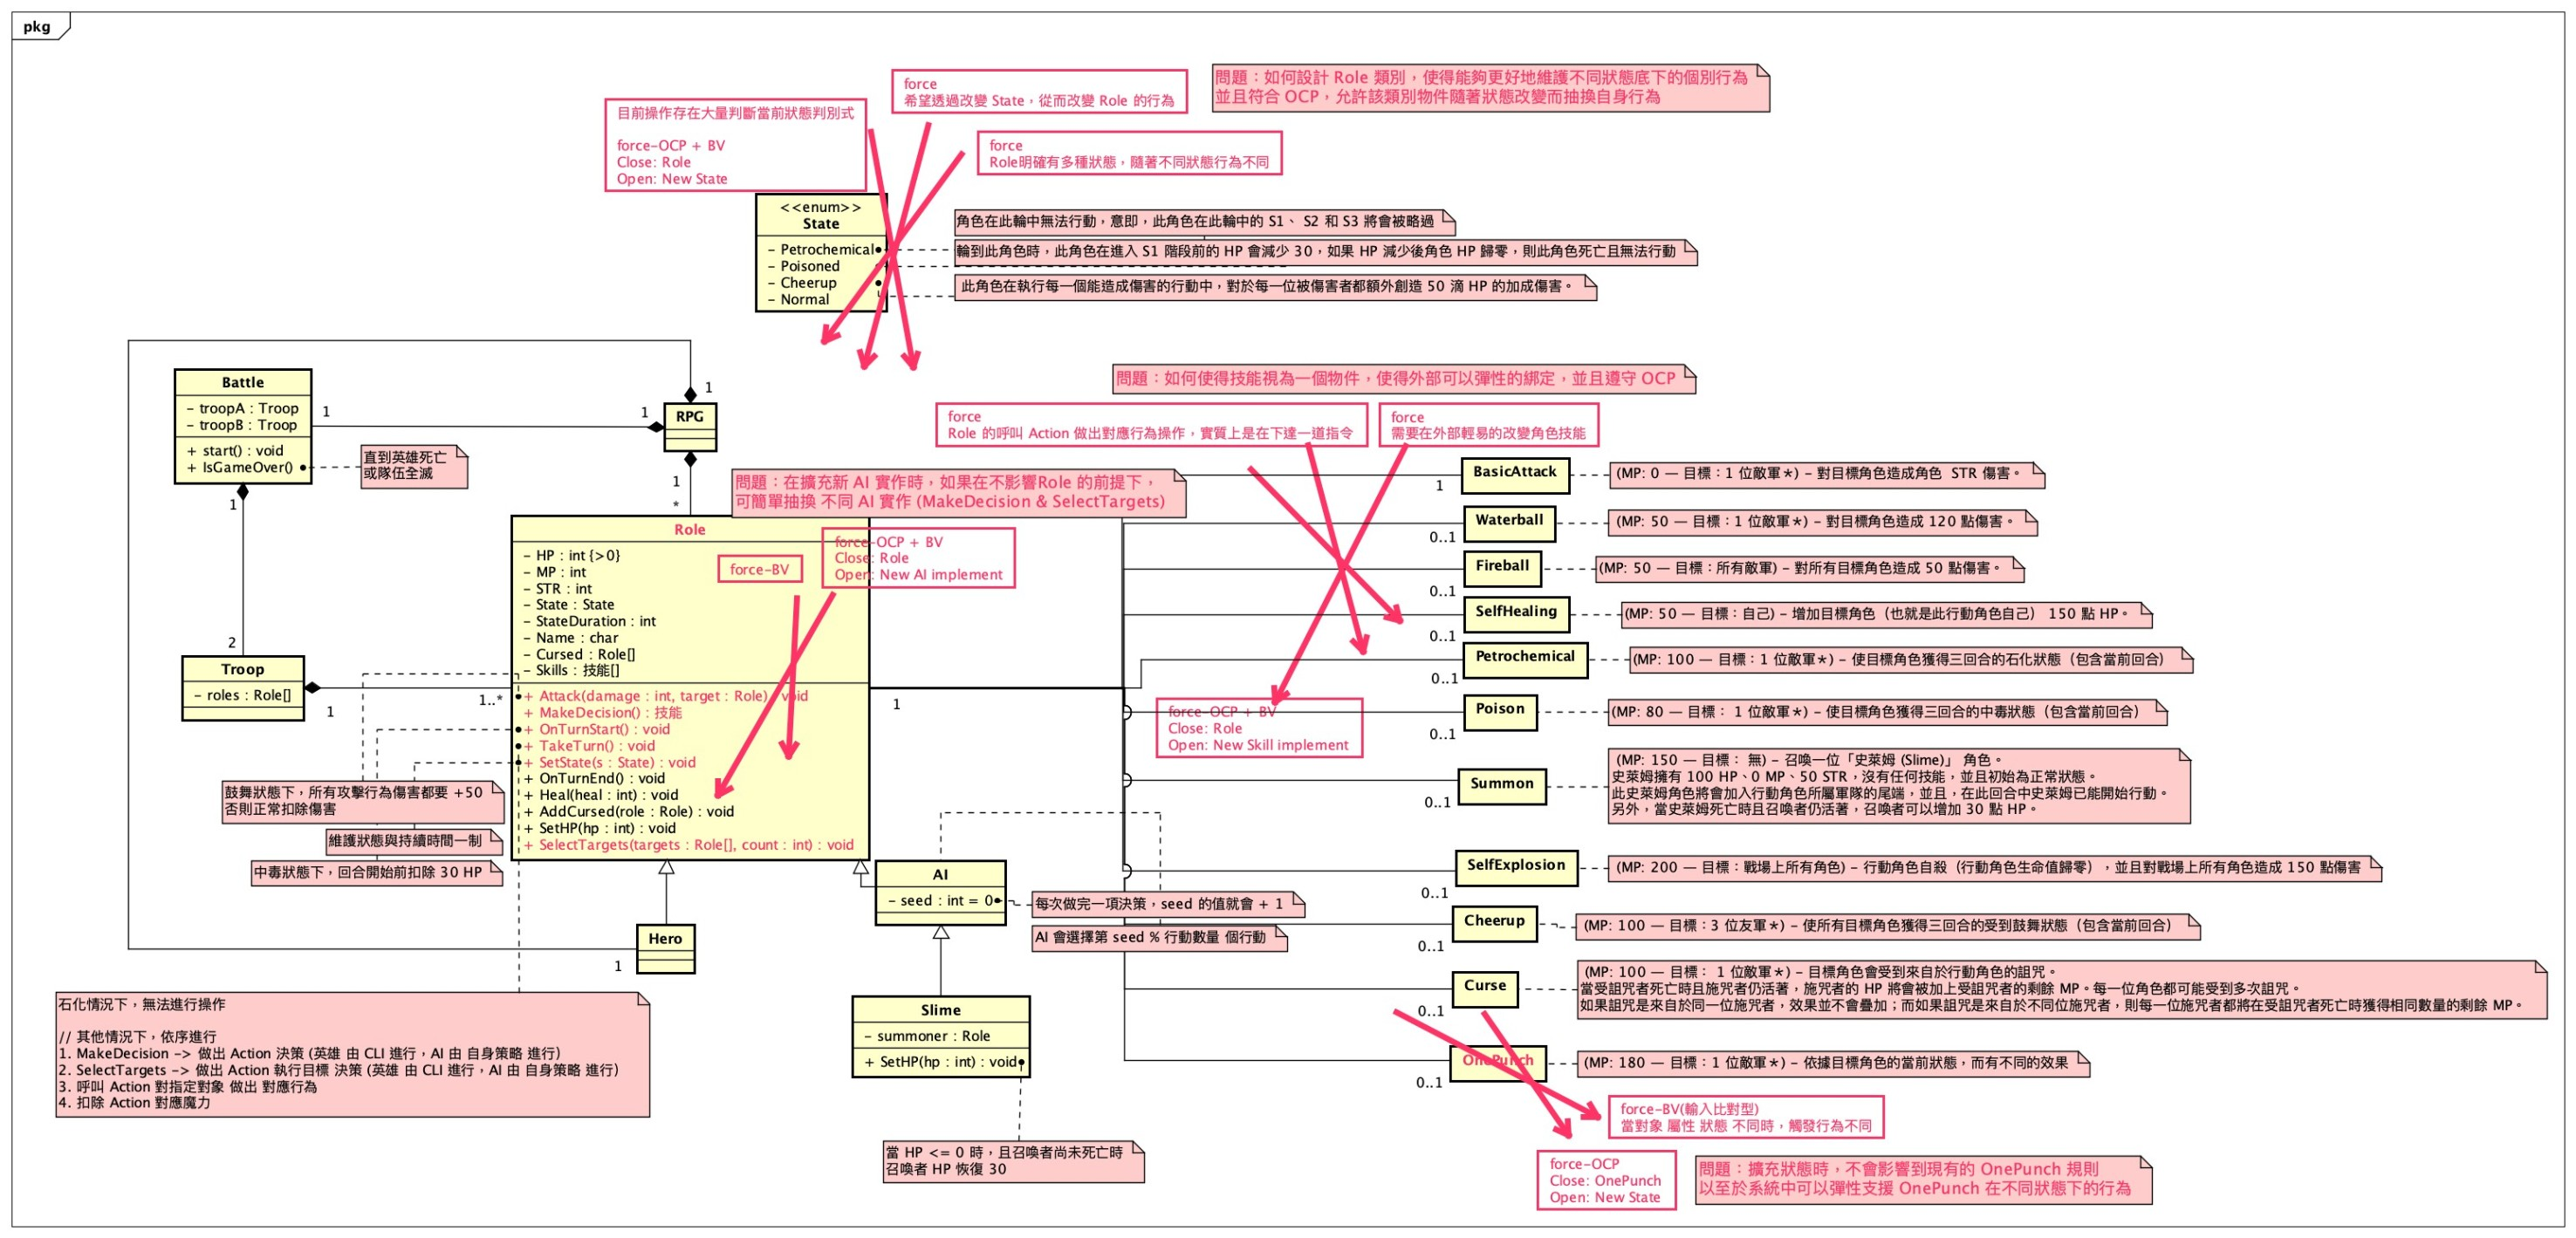 pkg
force
希望透過改變 State，從而改變 Role 的行為
問題：如何設計 Role 類別，使得能夠更好地維護不同狀態底下的個別行為
並且符合 OCP，允許該類別物件隨著狀態改變而抽換自身行為
目前操作存在大量判斷當前狀態判別式
force-OCP + BV
Close: Role
Open: New State
force
Role明確有多種狀態，隨著不同狀態行為不同
<<enum>>
State
- Petrochemical
- Poisoned
- Cheerup
- Normal
角色在此輪中無法行動，意即，此角色在此輪中的 S1、 S2 和 S3 將會被略過
輪到此角色時，此角色在進入 S1 階段前的 HP 會減少 30，如果 HP 減少後角色 HP 歸零，則此角色死亡且無法行動
此角色在執行每一個能造成傷害的行動中，對於每一位被傷害者都額外創造 50 滴 HP 的加成傷害。
Battle
- troopA : Troop
- troopB : Troop
+ start() : void
+ IsGameOver()
直到英雄死亡
或隊伍全滅
1
1
1
RPG
1
*
1
2
Troop
- roles : Role[]
1
1..*
問題：如何使得技能視為一個物件，使得外部可以彈性的綁定，並且遵守 OCP
force
Role 的呼叫 Action 做出對應行為操作，實質上是在下達一道指令
force
需要在外部輕易的改變角色技能
問題：在擴充新 AI 實作時，如果在不影響Role 的前提下，
可簡單抽換 不同 AI 實作 (MakeDecision & SelectTargets)
Role
- HP : int {>0}
- MP : int
- STR : int
- State : State
- StateDuration : int
- Name : char
- Cursed : Role[]
- Skills : 技能[]
+ Attack(damage : int, target : Role) : void
+ MakeDecision() : 技能
+ OnTurnStart() : void
+ TakeTurn() : void
+ SetState(s : State) : void
+ OnTurnEnd() : void
+ Heal(heal : int) : void
+ AddCursed(role : Role) : void
+ SetHP(hp : int) : void
+ SelectTargets(targets : Role[], count : int) : void
force-BV
force-OCP + BV
Close: Role
Open: New AI implement
1
鼓舞狀態下，所有攻擊行為傷害都要 +50
否則正常扣除傷害
維護狀態與持續時間一制
中毒狀態下，回合開始前扣除 30 HP
Hero
1
AI
- seed : int = 0
每次做完一項決策，seed 的值就會 + 1
AI 會選擇第 seed % 行動數量 個行動
Slime
- summoner : Role
+ SetHP(hp : int) : void
當 HP <= 0 時，且召喚者尚未死亡時
召喚者 HP 恢復 30
石化情況下，無法進行操作
// 其他情況下，依序進行
1. MakeDecision -> 做出 Action 決策 (英雄 由 CLI 進行，AI 由 自身策略 進行)
2. SelectTargets -> 做出 Action 執行目標 決策 (英雄 由 CLI 進行，AI 由 自身策略 進行)
3. 呼叫 Action 對指定對象 做出 對應行為
4. 扣除 Action 對應魔力
BasicAttack
1
(MP: 0 — 目標：1 位敵軍＊) – 對目標角色造成角色 STR 傷害。
Waterball
0..1
(MP: 50 — 目標：1 位敵軍＊) – 對目標角色造成 120 點傷害。
Fireball
0..1
(MP: 50 — 目標：所有敵軍) – 對所有目標角色造成 50 點傷害。
SelfHealing
0..1
(MP: 50 — 目標：自己) – 增加目標角色（也就是此行動角色自己） 150 點 HP。
Petrochemical
0..1
(MP: 100 — 目標：1 位敵軍＊) – 使目標角色獲得三回合的石化狀態（包含當前回合）
force-OCP + BV
Close: Role
Open: New Skill implement
Poison
0..1
(MP: 80 — 目標： 1 位敵軍＊) – 使目標角色獲得三回合的中毒狀態（包含當前回合）
Summon
0..1
(MP: 150 — 目標： 無) – 召喚一位「史萊姆 (Slime)」 角色。
史萊姆擁有 100 HP、0 MP、50 STR，沒有任何技能，並且初始為正常狀態。
此史萊姆角色將會加入行動角色所屬軍隊的尾端，並且，在此回合中史萊姆已能開始行動。
另外，當史萊姆死亡時且召喚者仍活著，召喚者可以增加 30 點 HP。
SelfExplosion
0..1
(MP: 200 — 目標：戰場上所有角色) – 行動角色自殺（行動角色生命值歸零），並且對戰場上所有角色造成 150 點傷害
Cheerup
0..1
(MP: 100 — 目標：3 位友軍＊) – 使所有目標角色獲得三回合的受到鼓舞狀態（包含當前回合）
Curse
0..1
(MP: 100 — 目標： 1 位敵軍＊) – 目標角色會受到來自於行動角色的詛咒。
當受詛咒者死亡時且施咒者仍活著，施咒者的 HP 將會被加上受詛咒者的剩餘 MP。每一位角色都可能受到多次詛咒。
如果詛咒是來自於同一位施咒者，效果並不會疊加；而如果詛咒是來自於不同位施咒者，則每一位施咒者都將在受詛咒者死亡時獲得相同數量的剩餘 MP。
OnePunch
0..1
(MP: 180 — 目標：1 位敵軍＊) – 依據目標角色的當前狀態，而有不同的效果
force-BV(輸入比對型)
當對象 屬性 狀態 不同時，觸發行為不同
force-OCP
Close: OnePunch
Open: New State
問題：擴充狀態時，不會影響到現有的 OnePunch 規則
以至於系統中可以彈性支援 OnePunch 在不同狀態下的行為